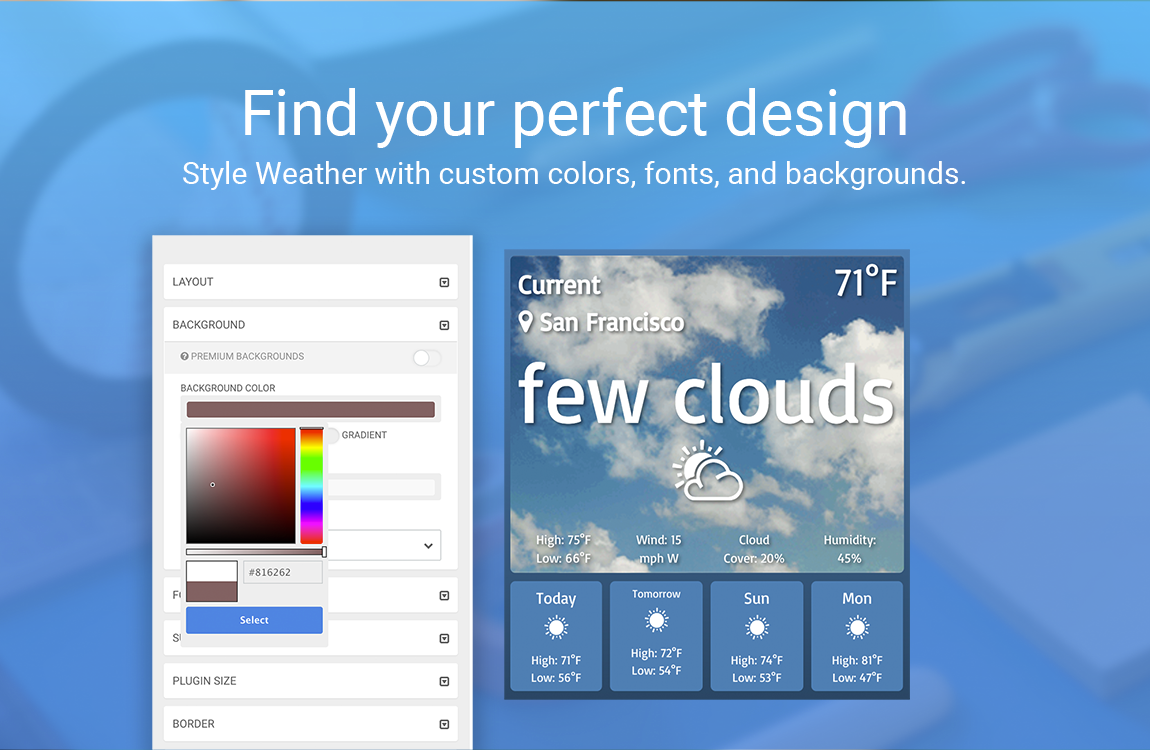 Find your perfect design
Style Weather with custom colors, fonts, and backgrounds.
LAYOUT
BACKGROUND
PREMIUM BACKGROUNDS
BACKGROUND COLOR
GRADIENT
#816262
Select
PLUGIN SIZE
BORDER
Current
71°F
San Francisco
few clouds
High: 75°F
Low: 66°F
Wind: 15
mph W
Cloud
Cover: 20%
Humidity:
45%
Today
High: 71°F
Low: 56°F
Tomorrow
High: 72°F
Low: 54°F
Sun
High: 74°F
Low: 53°F
Mon
High: 81°F
Low: 47°F